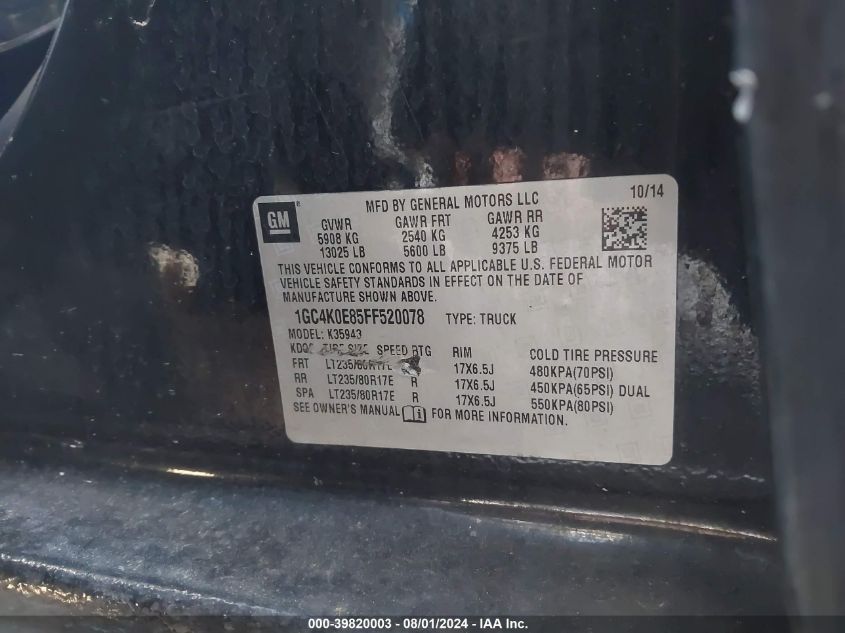 GM
MFD BY GENERAL MOTORS LLC 10/14
GVWR GAWR FRT GAWR RR
5908 KG 2540 KG 4253 KG
13025 LB 5600 LB 9375 LB
THIS VEHICLE CONFORMS TO ALL APPLICABLE U.S. FEDERAL MOTOR
VEHICLE SAFETY STANDARDS IN EFFECT ON THE DATE OF
MANUFACTURE SHOWN ABOVE.
1GC4K0E85FF520078 TYPE: TRUCK
MODEL: K35943
TIRE SIZE SPEED RTG RIM COLD TIRE PRESSURE
FRT LT235/80R17E 17X6.5J 480KPA(70PSI)
RR LT235/80R17E R 17X6.5J 450KPA(65PSI) DUAL
SPA LT235/80R17E R 17X6.5J 550KPA(80PSI)
SEE OWNER'S MANUAL FOR MORE INFORMATION.
000-39820003 - 08/01/2024 - IAA Inc.